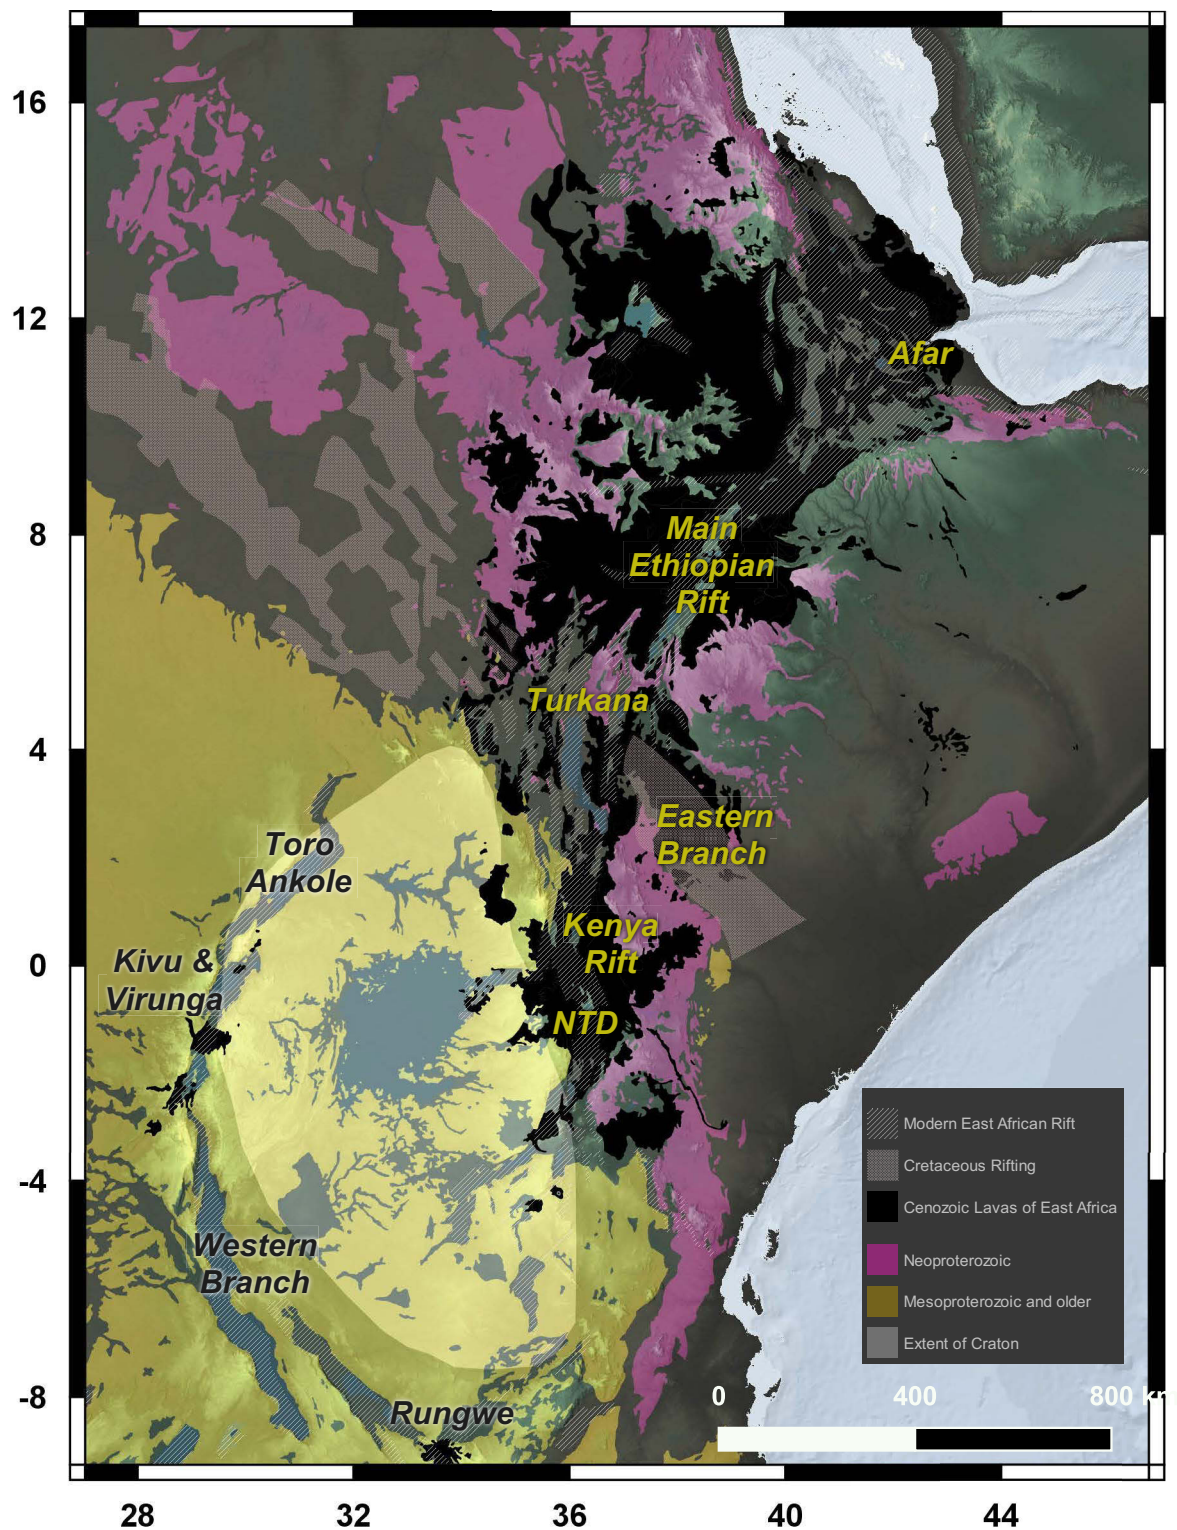 16
12
8
4
0
-4
-8
Afar
Main
Ethiopian
Rift
Turkana
Eastern
Branch
Toro
Ankole
Kenya
Rift
Kivu &
Virunga
NTD
Western
Branch
Rungwe
Modern East African Rift
Cretaceous Rifting
Cenozoic Lavas of East Africa
Neoproterozoic
Mesoproterozoic and older
Extent of Craton
0 400 800 km
28 32 36 40 44